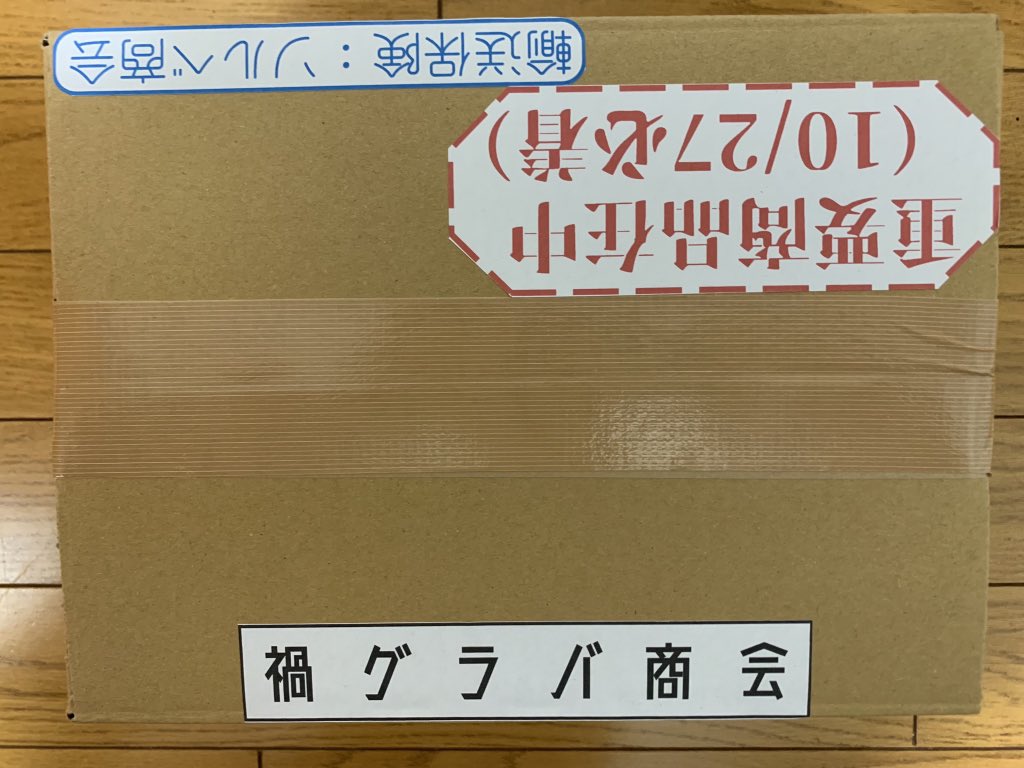 輸送保険：ソルベ商会
重要商品在中
(10/27必着)
禍グラバ商会